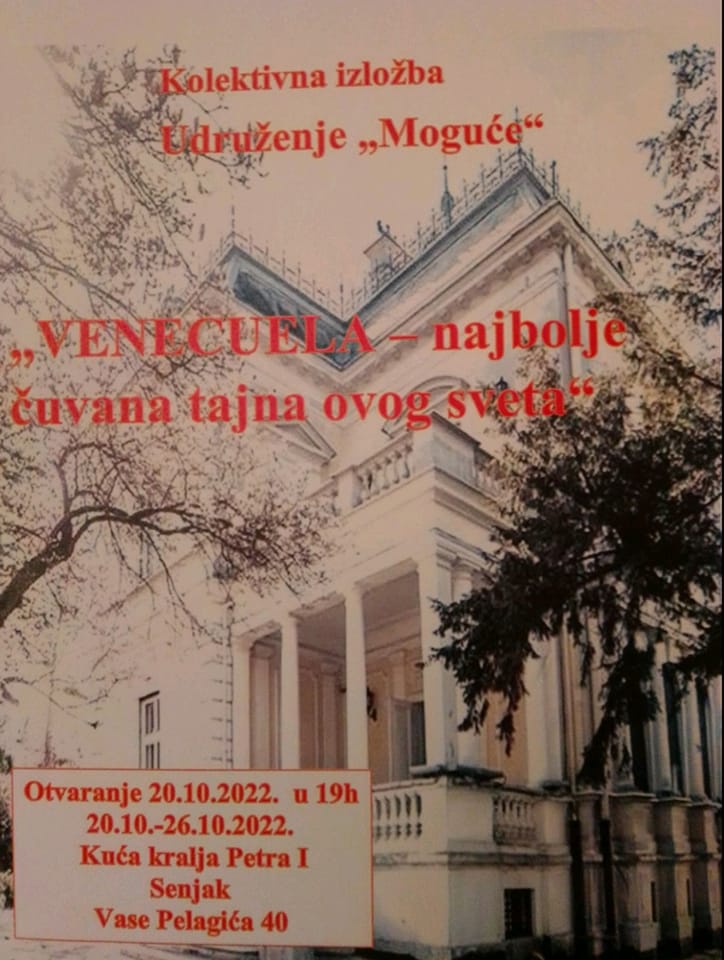 Kolektivna izložba
Udruženje „Moguće“
„VENECUELA – najbolje
čuvana tajna ovog sveta“
Otvaranje 20.10.2022. u 19h
20.10.-26.10.2022.
Kuća kralja Petra I
Senjak
Vase Pelagića 40